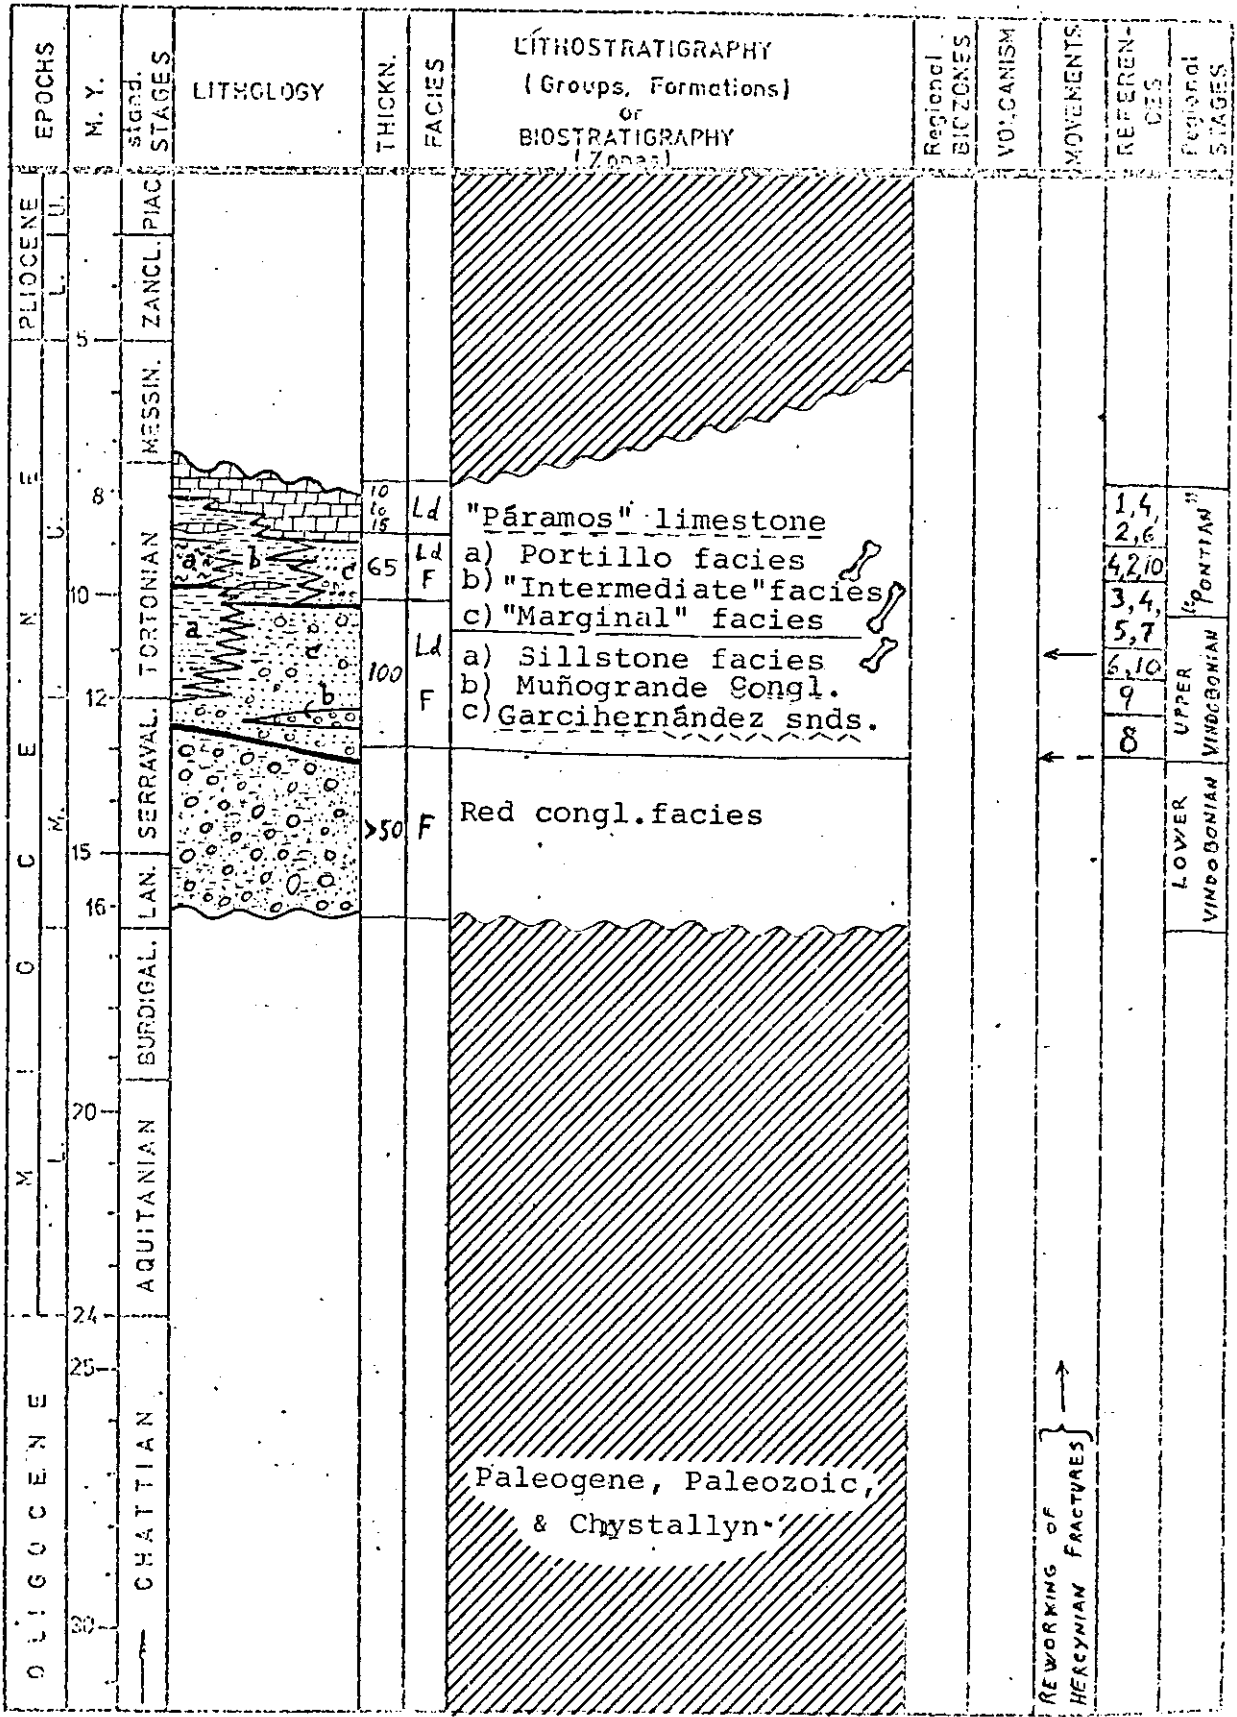 EPOCHS
M. Y.
stand. STAGES
LITHOLOGY
THICKN.
FACIES
LITHOSTRATIGRAPHY
(Groups, Formations)
or
BIOSTRATIGRAPHY
(Zones)
Regional BIOZONES
VOLCANISM
MOVEMENTS
REFEREN-
CES
Regional STAGES
PLIOCENE
U.
L.
MIOCENE
U.
M.
L.
OLIGOCENE
5
8
10
12
15
16
20
24
25
30
PIAC
ZANCL.
MESSIN.
TORTONIAN
SERRAVAL.
LAN.
BURDIGAL.
AQUITANIAN
CHATTIAN
a
b
c
a
c
b
10
to
15
65
100
>50
Ld
Ld
F
Ld
F
F
"Páramos" limestone
a) Portillo facies
b) "Intermediate" facies
c) "Marginal" facies
a) Sillstone facies
b) Muñogrande Congl.
c) Garcihernández snds.
Red congl. facies
Paleogene, Paleozoic,
& Chystallyn.
REWORKING OF
HERCYNIAN FRACTURES
1,4,
2,6
4,2,10
3,4,
5,7
6,10
9
8
"PONTIAN"
UPPER
VINDOBONIAN
LOWER
VINDOBONIAN